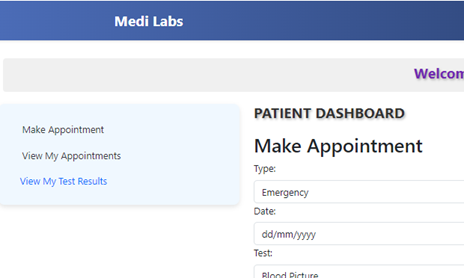 Medi Labs
Make Appointment
View My Appointments
View My Test Results
PATIENT DASHBOARD
Make Appointment
Type:
Emergency
Date:
dd/mm/yyyy
Test:
Blood Picture